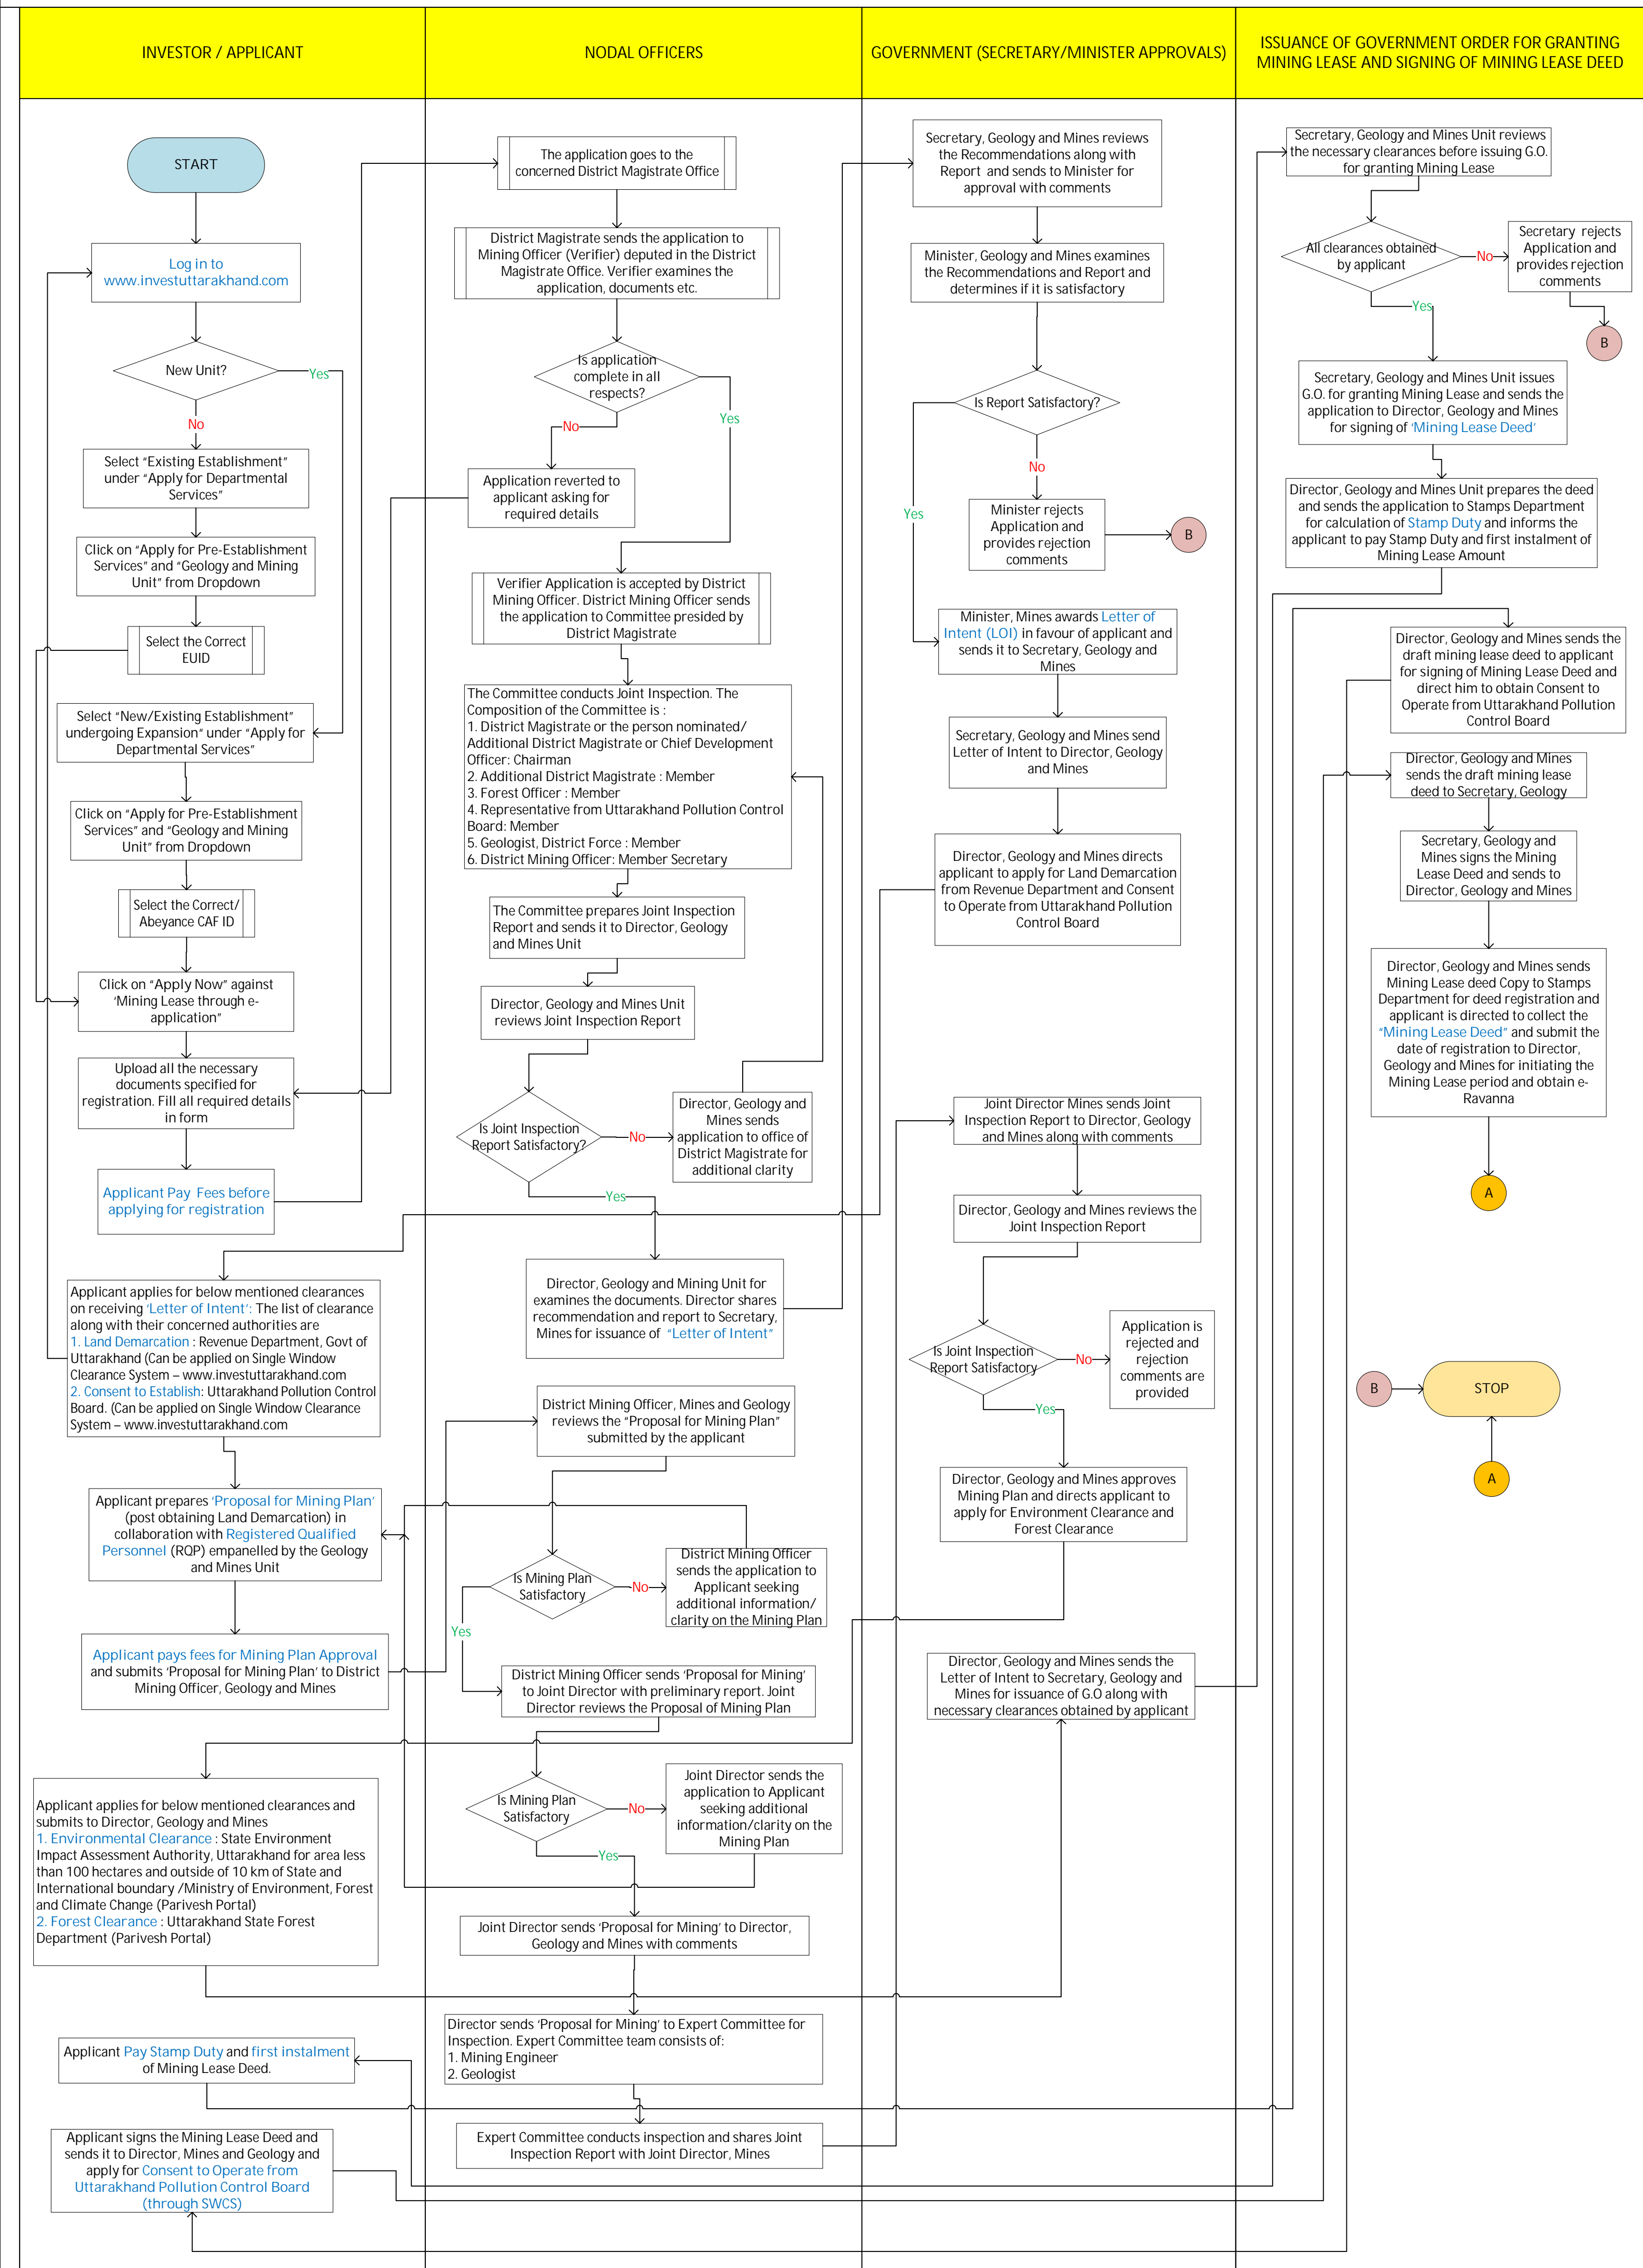 INVESTOR / APPLICANT
NODAL OFFICERS
GOVERNMENT (SECRETARY/MINISTER APPROVALS)
ISSUANCE OF GOVERNMENT ORDER FOR GRANTING
MINING LEASE AND SIGNING OF MINING LEASE DEED
START
Log in to
www.investuttarakhand.com
New Unit?
Yes
No
Select “Existing Establishment”
under “Apply for Departmental
Services”
Click on “Apply for Pre-Establishment
Services” and “Geology and Mining
Unit” from Dropdown
Select the Correct
EUID
Select “New/Existing Establishment”
undergoing Expansion” under “Apply for
Departmental Services”
Click on “Apply for Pre-Establishment
Services” and “Geology and Mining
Unit” from Dropdown
Select the Correct/
Abeyance CAF ID
Click on “Apply Now” against
‘Mining Lease through e-
application”
Upload all the necessary
documents specified for
registration. Fill all required details
in form
Applicant Pay Fees before
applying for registration
Applicant applies for below mentioned clearances
on receiving ‘Letter of Intent’: The list of clearance
along with their concerned authorities are
1. Land Demarcation : Revenue Department, Govt of
Uttarakhand (Can be applied on Single Window
Clearance System – www.investuttarakhand.com
2. Consent to Establish: Uttarakhand Pollution Control
Board. (Can be applied on Single Window Clearance
System – www.investuttarakhand.com
Applicant prepares ‘Proposal for Mining Plan’
(post obtaining Land Demarcation) in
collaboration with Registered Qualified
Personnel (RQP) empanelled by the Geology
and Mines Unit
Applicant pays fees for Mining Plan Approval
and submits ‘Proposal for Mining Plan’ to District
Mining Officer, Geology and Mines
Applicant applies for below mentioned clearances and
submits to Director, Geology and Mines
1. Environmental Clearance : State Environment
Impact Assessment Authority, Uttarakhand for area less
than 100 hectares and outside of 10 km of State and
International boundary /Ministry of Environment, Forest
and Climate Change (Parivesh Portal)
2. Forest Clearance : Uttarakhand State Forest
Department (Parivesh Portal)
Applicant Pay Stamp Duty and first instalment
of Mining Lease Deed.
Applicant signs the Mining Lease Deed and
sends it to Director, Mines and Geology and
apply for Consent to Operate from
Uttarakhand Pollution Control Board
(through SWCS)
The application goes to the
concerned District Magistrate Office
District Magistrate sends the application to
Mining Officer (Verifier) deputed in the District
Magistrate Office. Verifier examines the
application, documents etc.
Is application
complete in all
respects?
No
Yes
Application reverted to
applicant asking for
required details
Verifier Application is accepted by District
Mining Officer. District Mining Officer sends
the application to Committee presided by
District Magistrate
The Committee conducts Joint Inspection. The
Composition of the Committee is :
1. District Magistrate or the person nominated/
Additional District Magistrate or Chief Development
Officer: Chairman
2. Additional District Magistrate : Member
3. Forest Officer : Member
4. Representative from Uttarakhand Pollution Control
Board: Member
5. Geologist, District Force : Member
6. District Mining Officer: Member Secretary
The Committee prepares Joint Inspection
Report and sends it to Director, Geology
and Mines Unit
Director, Geology and Mines Unit
reviews Joint Inspection Report
Is Joint Inspection
Report Satisfactory?
No
Yes
Director, Geology and
Mines sends
application to office of
District Magistrate for
additional clarity
Director, Geology and Mining Unit for
examines the documents. Director shares
recommendation and report to Secretary,
Mines for issuance of “Letter of Intent”
District Mining Officer, Mines and Geology
reviews the “Proposal for Mining Plan”
submitted by the applicant
Is Mining Plan
Satisfactory
No
Yes
District Mining Officer
sends the application to
Applicant seeking
additional information/
clarity on the Mining Plan
District Mining Officer sends ‘Proposal for Mining’
to Joint Director with preliminary report. Joint
Director reviews the Proposal of Mining Plan
Is Mining Plan
Satisfactory
No
Yes
Joint Director sends the
application to Applicant
seeking additional
information/clarity on the
Mining Plan
Joint Director sends ‘Proposal for Mining’ to Director,
Geology and Mines with comments
Director sends ‘Proposal for Mining’ to Expert Committee for
Inspection. Expert Committee team consists of:
1. Mining Engineer
2. Geologist
Expert Committee conducts inspection and shares Joint
Inspection Report with Joint Director, Mines
Secretary, Geology and Mines reviews
the Recommendations along with
Report and sends to Minister for
approval with comments
Minister, Geology and Mines examines
the Recommendations and Report and
determines if it is satisfactory
Is Report Satisfactory?
No
Yes
Minister rejects
Application and
provides rejection
comments
B
Minister, Mines awards Letter of
Intent (LOI) in favour of applicant and
sends it to Secretary, Geology and
Mines
Secretary, Geology and Mines send
Letter of Intent to Director, Geology
and Mines
Director, Geology and Mines directs
applicant to apply for Land Demarcation
from Revenue Department and Consent
to Operate from Uttarakhand Pollution
Control Board
Joint Director Mines sends Joint
Inspection Report to Director, Geology
and Mines along with comments
Director, Geology and Mines reviews the
Joint Inspection Report
Is Joint Inspection
Report Satisfactory
No
Yes
Application is
rejected and
rejection
comments are
provided
Director, Geology and Mines approves
Mining Plan and directs applicant to
apply for Environment Clearance and
Forest Clearance
Director, Geology and Mines sends the
Letter of Intent to Secretary, Geology and
Mines for issuance of G.O along with
necessary clearances obtained by applicant
Secretary, Geology and Mines Unit reviews
the necessary clearances before issuing G.O.
for granting Mining Lease
All clearances obtained
by applicant
No
Yes
Secretary rejects
Application and
provides rejection
comments
B
Secretary, Geology and Mines Unit issues
G.O. for granting Mining Lease and sends the
application to Director, Geology and Mines
for signing of ‘Mining Lease Deed’
Director, Geology and Mines Unit prepares the deed
and sends the application to Stamps Department
for calculation of Stamp Duty and informs the
applicant to pay Stamp Duty and first instalment of
Mining Lease Amount
Director, Geology and Mines sends the
draft mining lease deed to applicant
for signing of Mining Lease Deed and
direct him to obtain Consent to
Operate from Uttarakhand Pollution
Control Board
Director, Geology and Mines
sends the draft mining lease
deed to Secretary, Geology
Secretary, Geology and
Mines signs the Mining
Lease Deed and sends to
Director, Geology and Mines
Director, Geology and Mines sends
Mining Lease deed Copy to Stamps
Department for deed registration and
applicant is directed to collect the
“Mining Lease Deed” and submit the
date of registration to Director,
Geology and Mines for initiating the
Mining Lease period and obtain e-
Ravanna
A
B
STOP
A